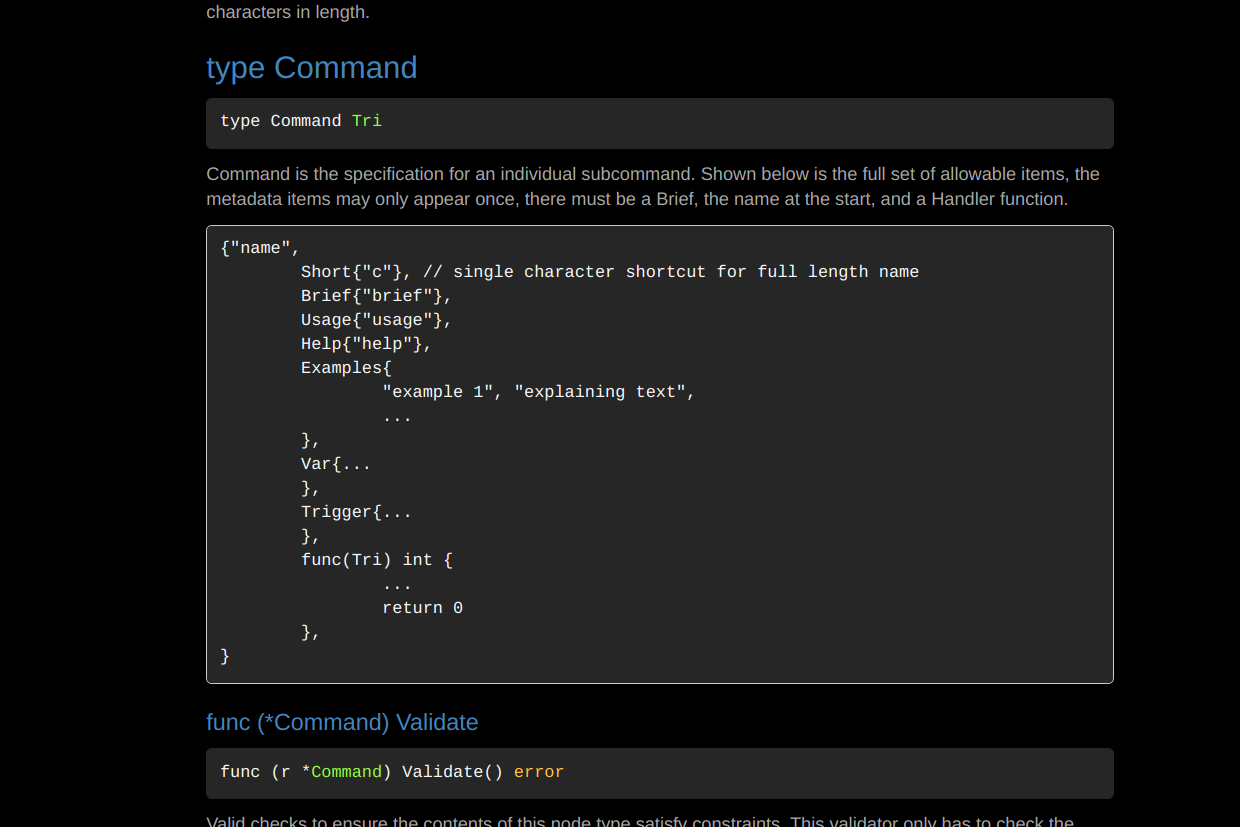 characters in length.
type Command
type Command Tri
Command is the specification for an individual subcommand. Shown below is the full set of allowable items, the
metadata items may only appear once, there must be a Brief, the name at the start, and a Handler function.
{"name",
        Short{"c"}, // single character shortcut for full length name
        Brief{"brief"},
        Usage{"usage"},
        Help{"help"},
        Examples{
                "example 1", "explaining text",
                ...
        },
        Var{...
        },
        Trigger{...
        },
        func(Tri) int {
                ...
                return 0
        },
}
func (*Command) Validate
func (r *Command) Validate() error
Valid checks to ensure the contents of this node type satisfy constraints. This validator only has to check the